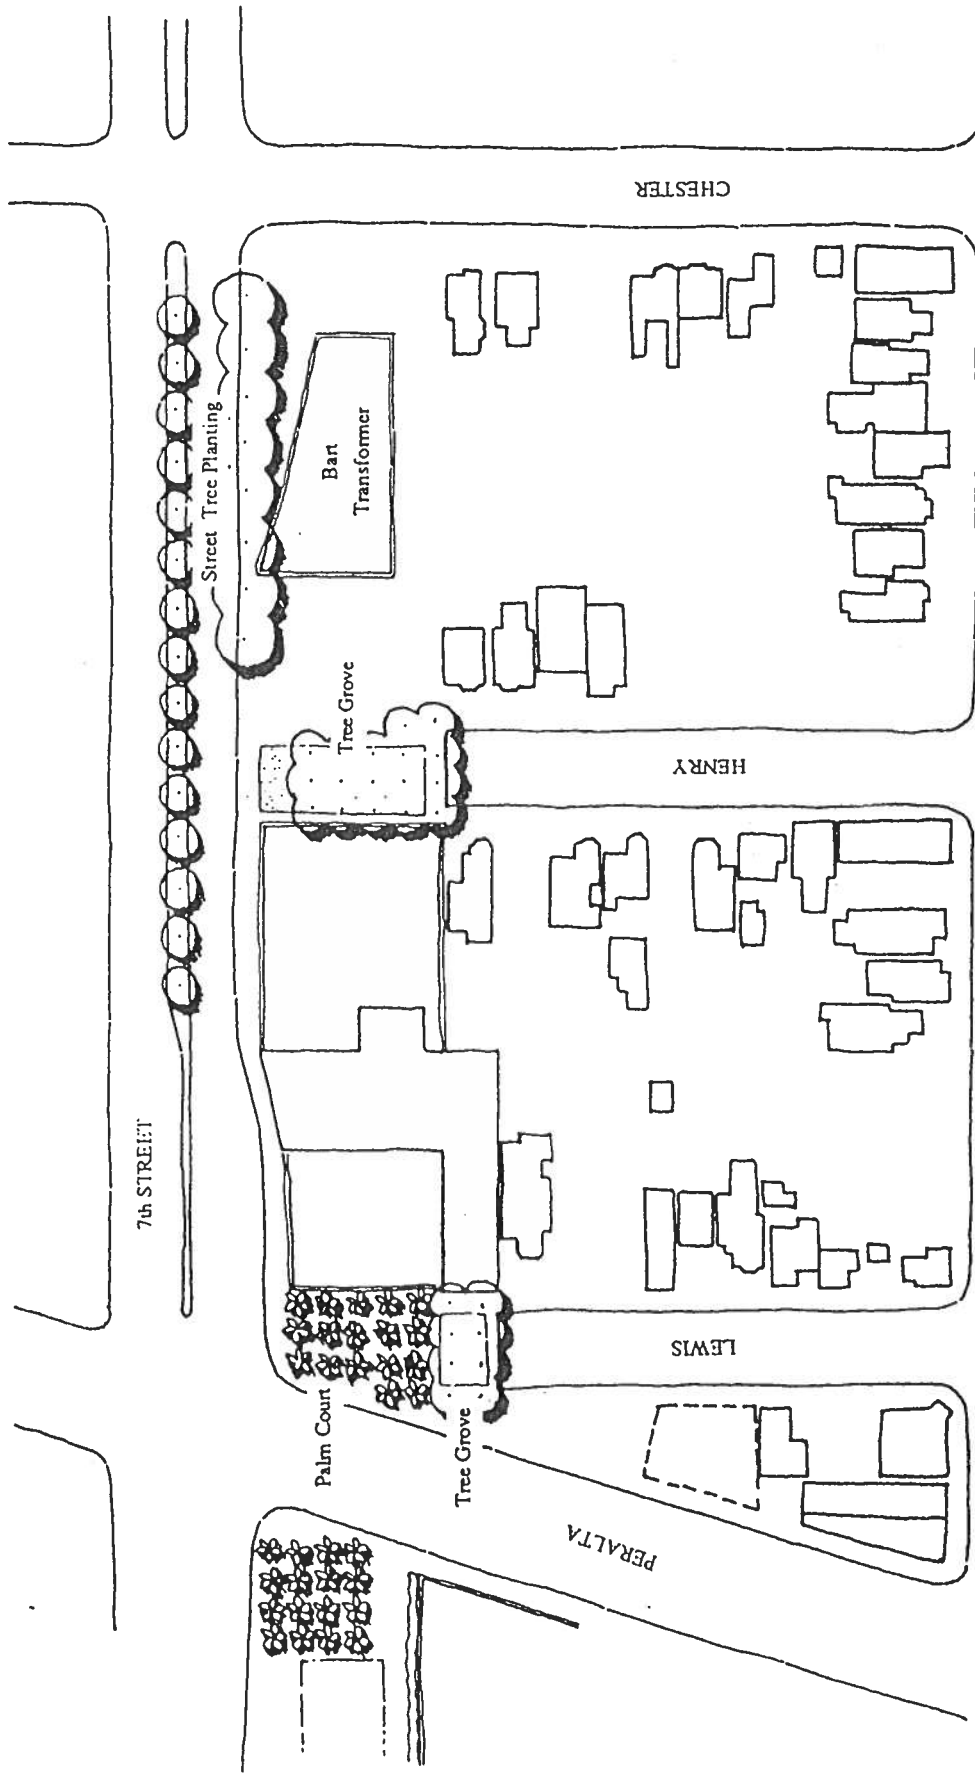 7th STREET
Street Tree Planting
CHESTER
Bart
Transformer
Tree Grove
HENRY
Palm Court
Tree Grove
LEWIS
PERALTA